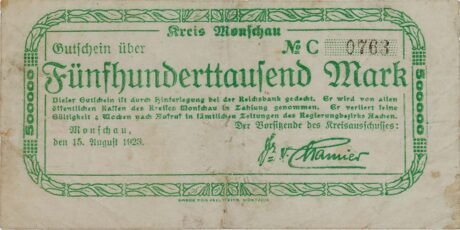 Kreis Monschau
Gutschein über № C 0763
Fünfhunderttausend Mark
Dieser Gutschein ist durch Hinterlegung bei der Reichsbank gedeckt. Er wird von allen
öffentlichen Kassen des Kreises Monschau in Zahlung genommen. Er verliert seine
Gültigkeit 4 Wochen nach Aufruf in sämtlichen Zeitungen des Regierungsbezirks Aachen.
Monschau,
den 15. August 1923.
Der Vorsitzende des Kreisausschusses:
500000
500000